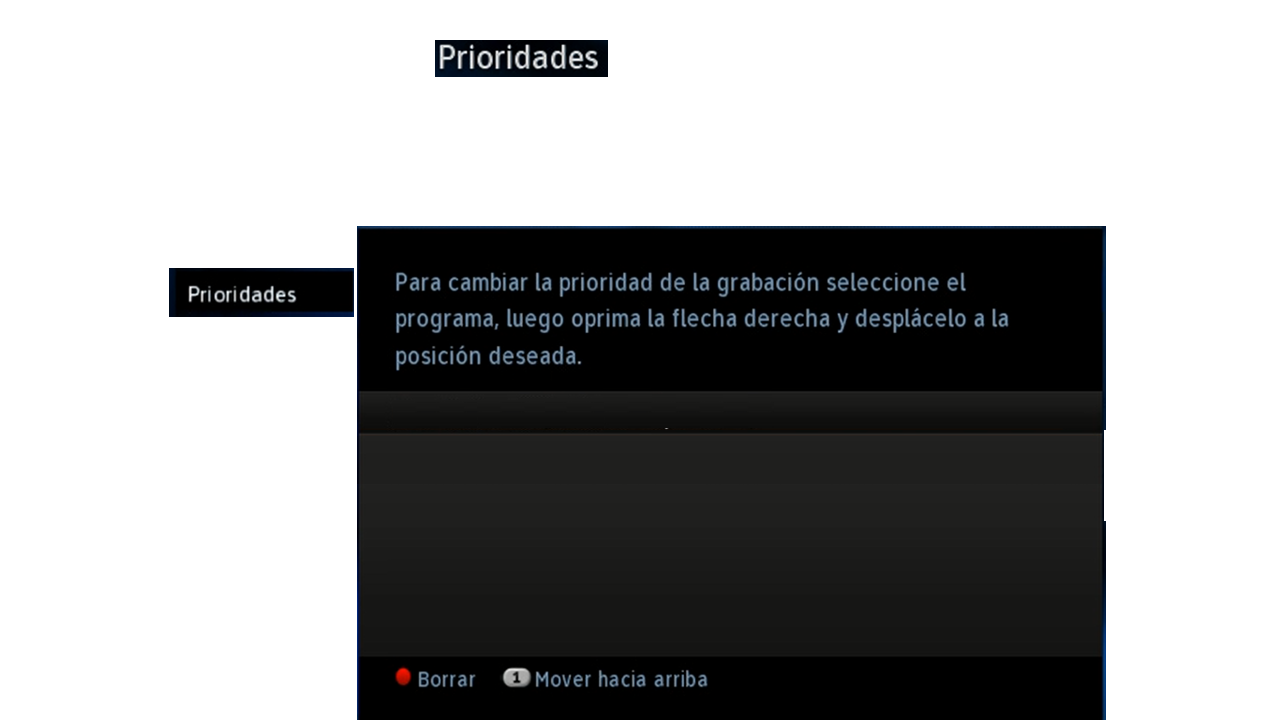 Prioridades
Prioridades
Para cambiar la prioridad de la grabación seleccione el
programa, luego oprima la flecha derecha y desplácelo a la
posición deseada.
Borrar 1 Mover hacia arriba